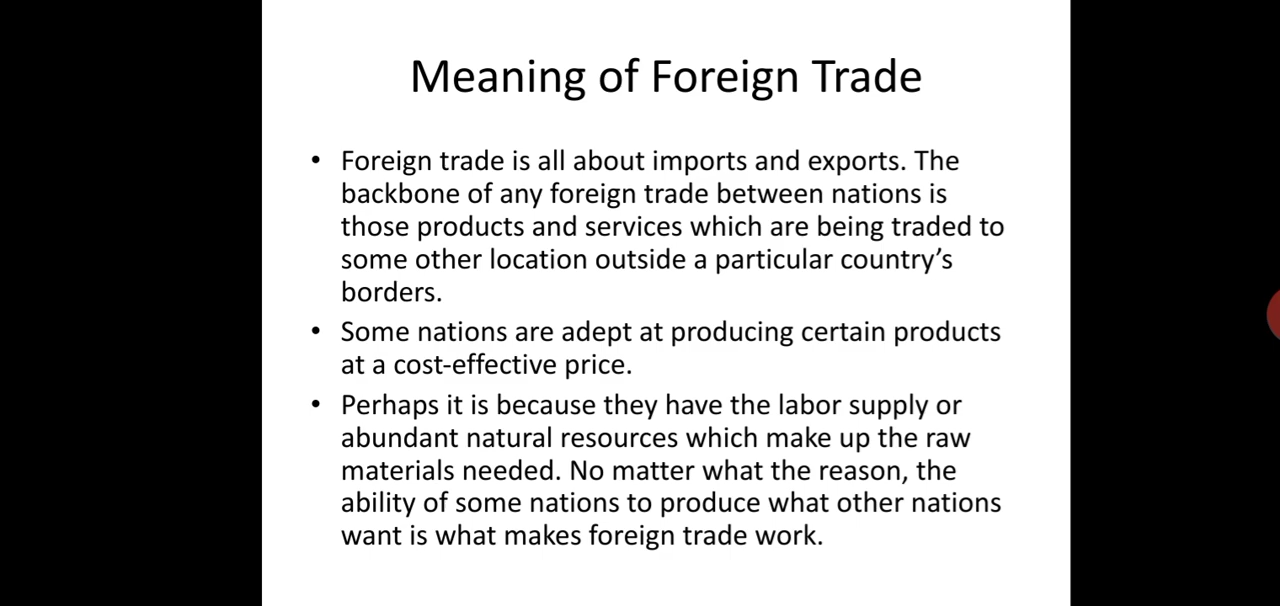 Meaning of Foreign Trade
• Foreign trade is all about imports and exports. The
backbone of any foreign trade between nations is
those products and services which are being traded to
some other location outside a particular country’s
borders.
• Some nations are adept at producing certain products
at a cost-effective price.
• Perhaps it is because they have the labor supply or
abundant natural resources which make up the raw
materials needed. No matter what the reason, the
ability of some nations to produce what other nations
want is what makes foreign trade work.